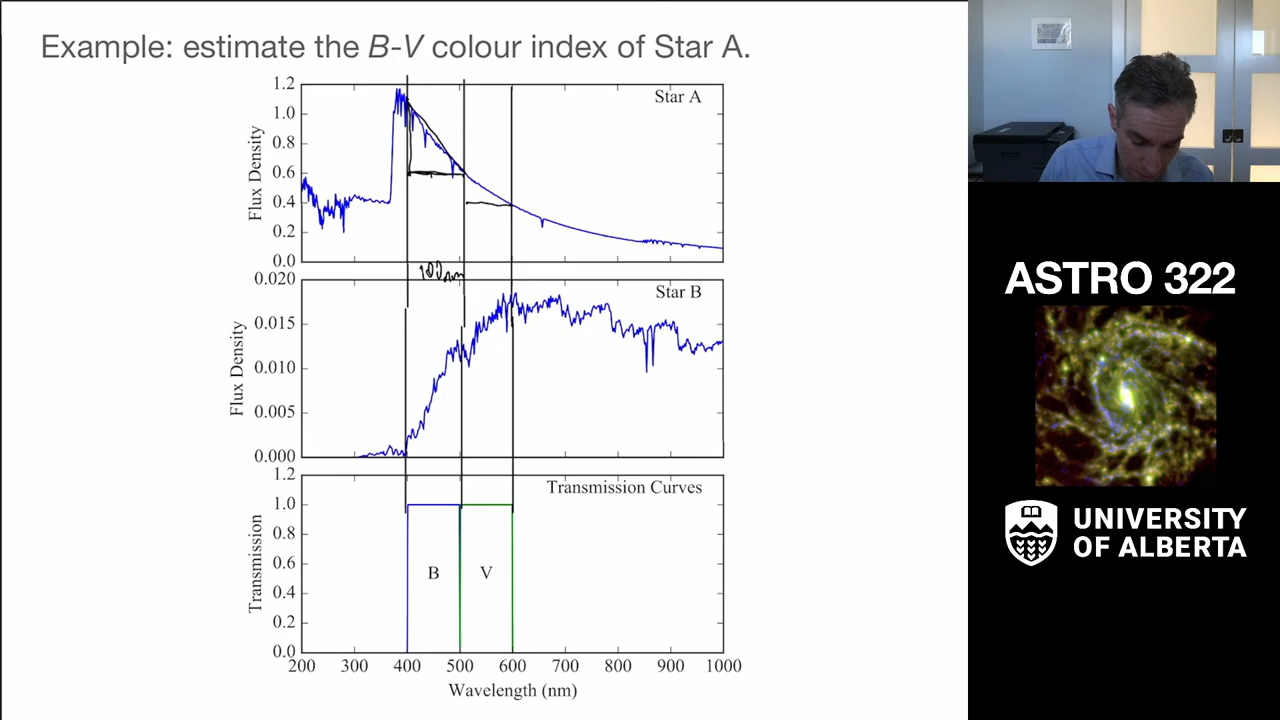 Example: estimate the B-V colour index of Star A.
1.2
1.0
0.8
0.6
0.4
0.2
0.0
Flux Density
Star A
100nm
0.020
0.015
0.010
0.005
0.000
Flux Density
Star B
1.2
1.0
0.8
0.6
0.4
0.2
0.0
Transmission
Transmission Curves
B V
200 300 400 500 600 700 800 900 1000
Wavelength (nm)
ASTRO 322
UNIVERSITY
OF ALBERTA